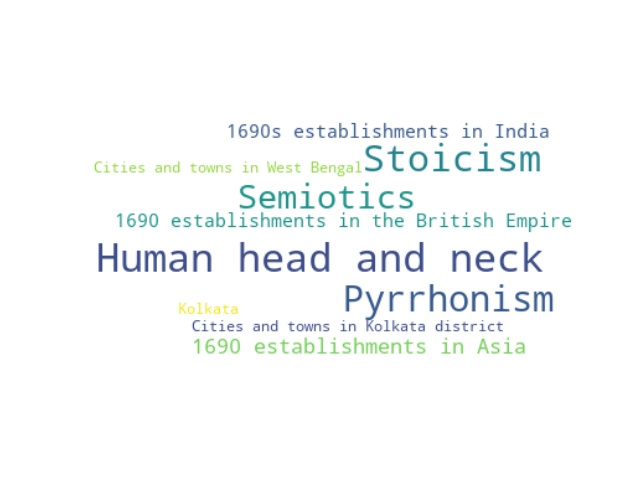 1690s establishments in India
Cities and towns in West Bengal Stoicism
Semiotics
1690 establishments in the British Empire
Human head and neck
Pyrrhonism
Kolkata
Cities and towns in Kolkata district
1690 establishments in Asia